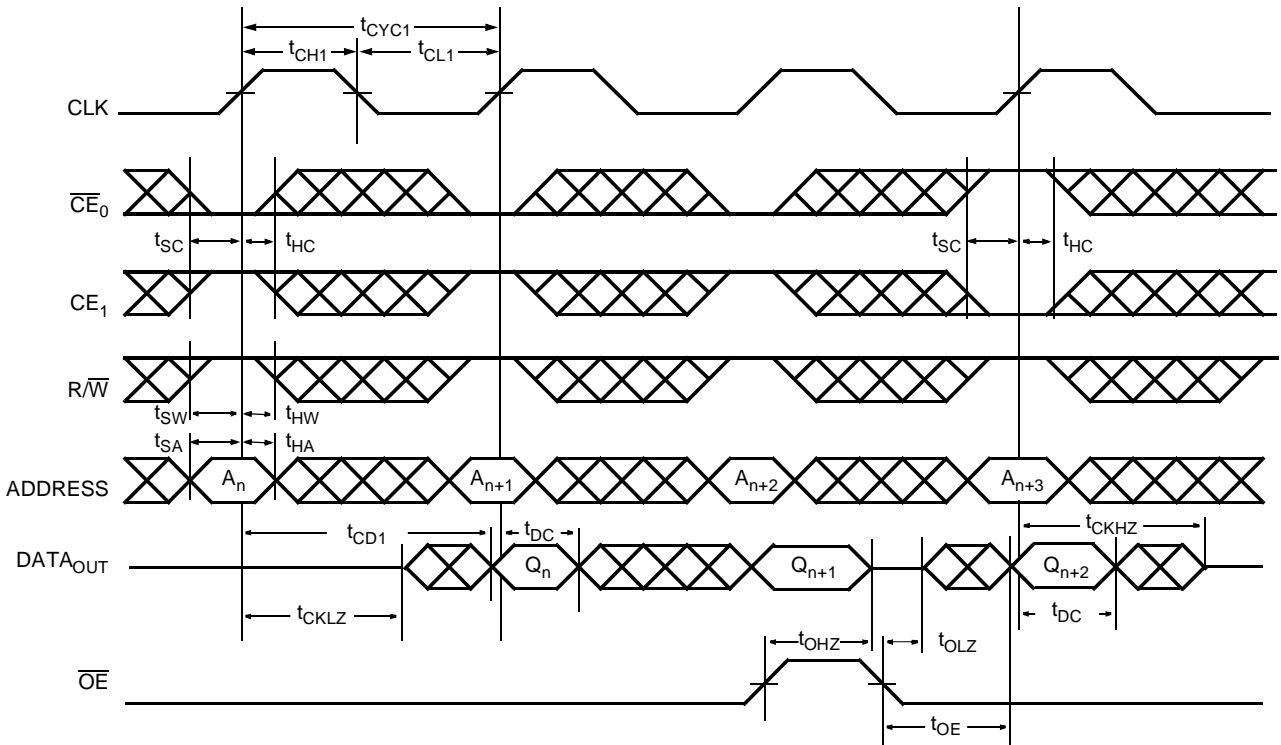 tCYC1
tCH1 tCL1
CLK
CE0
tSC tHC tSC tHC
CE1
R/W
tSW tHW
tSA tHA
ADDRESS An An+1 An+2 An+3
tCD1 tDC tCKHZ
DATAOUT Qn Qn+1 Qn+2
tCKLZ tDC
tOHZ tOLZ
OE
tOE